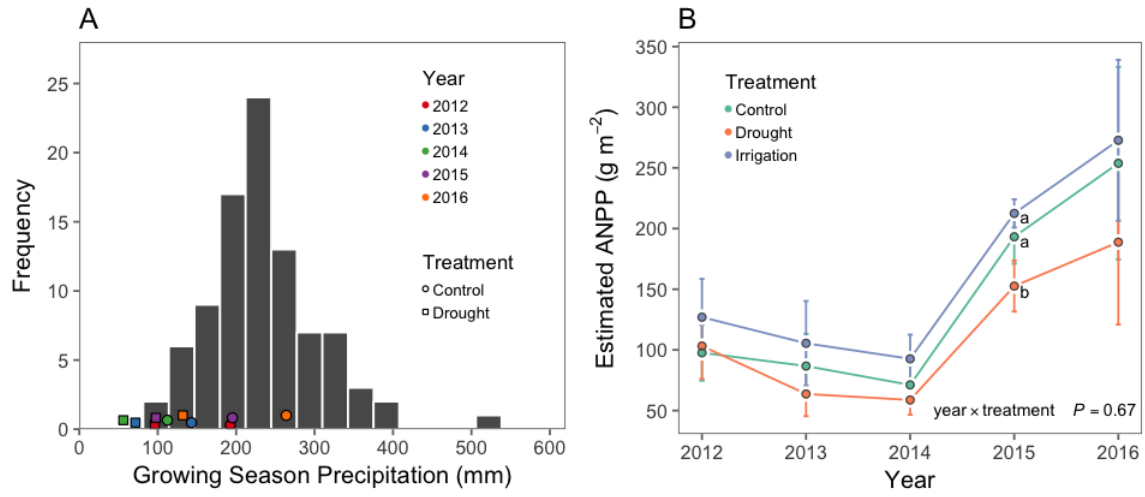 A
Frequency
25
20
15
10
5
0
0 100 200 300 400 500 600
Growing Season Precipitation (mm)
Year
2012
2013
2014
2015
2016
Treatment
Control
Drought
B
Estimated ANPP (g m⁻²)
350
300
250
200
150
100
50
Treatment
Control
Drought
Irrigation
a
a
b
year × treatment P = 0.67
2012 2013 2014 2015 2016
Year